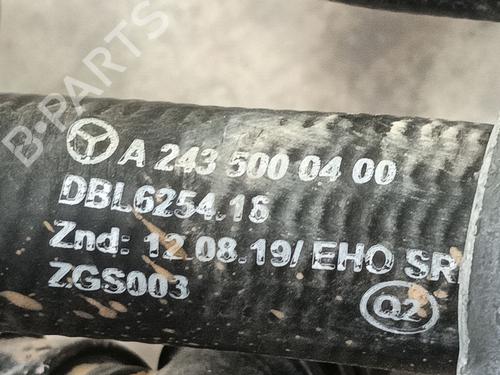 B-PARTS
A 243 500 04 00
DBL6254.16
Znd: 12 08.19/ EHO SR
ZGS003
Q2